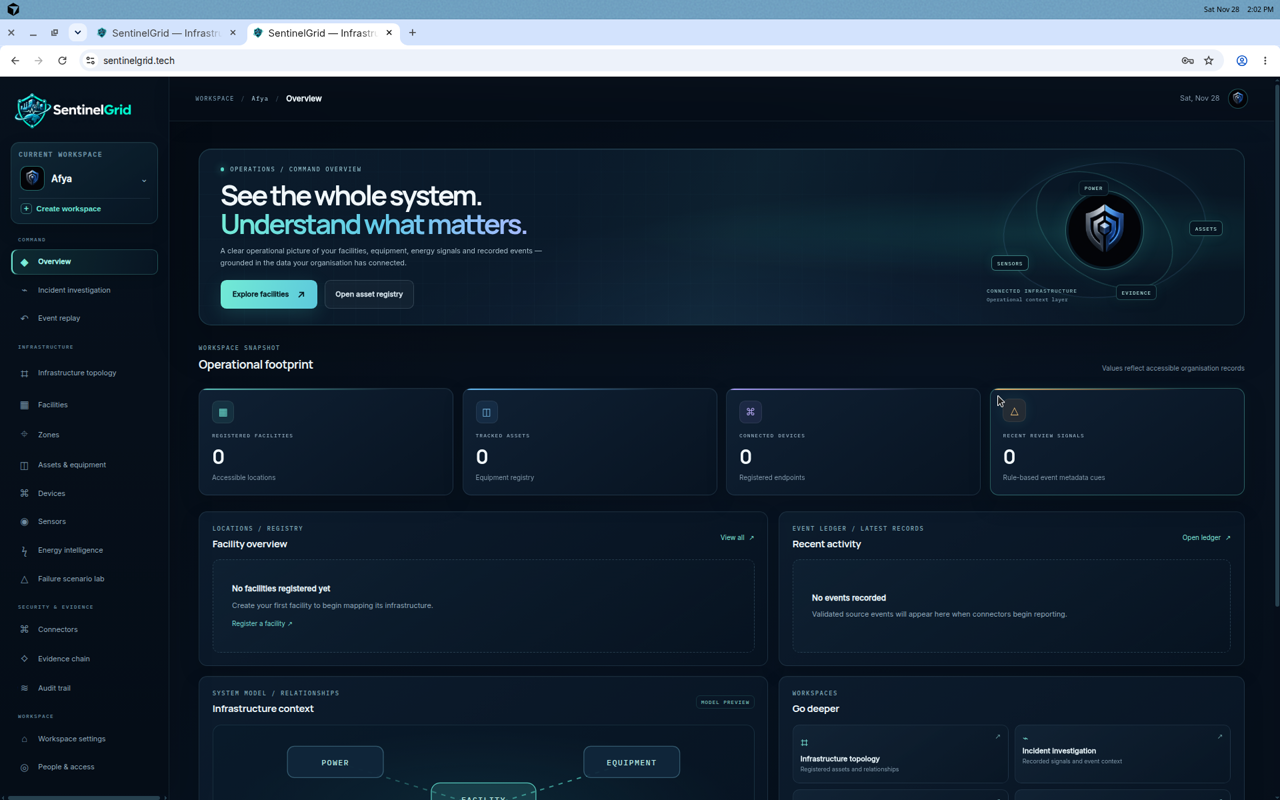 Sat Nov 28 2:02 PM
SentinelGrid — Infrastr
SentinelGrid — Infrastr
sentinelgrid.tech
SentinelGrid
WORKSPACE / Afya / Overview
Sat, Nov 28
CURRENT WORKSPACE
Afya
+ Create workspace
COMMAND
Overview
Incident investigation
Event replay
INFRASTRUCTURE
Infrastructure topology
Facilities
Zones
Assets & equipment
Devices
Sensors
Energy intelligence
Failure scenario lab
SECURITY & EVIDENCE
Connectors
Evidence chain
Audit trail
WORKSPACE
Workspace settings
People & access
OPERATIONS / COMMAND OVERVIEW
See the whole system.
Understand what matters.
A clear operational picture of your facilities, equipment, energy signals and recorded events —
grounded in the data your organisation has connected.
Explore facilities ↗
Open asset registry
POWER
ASSETS
SENSORS
EVIDENCE
CONNECTED INFRASTRUCTURE
Operational context layer
WORKSPACE SNAPSHOT
Operational footprint
Values reflect accessible organisation records
REGISTERED FACILITIES
0
Accessible locations
TRACKED ASSETS
0
Equipment registry
CONNECTED DEVICES
0
Registered endpoints
RECENT REVIEW SIGNALS
0
Rule-based event metadata cues
LOCATIONS / REGISTRY
Facility overview
View all ↗
No facilities registered yet
Create your first facility to begin mapping its infrastructure.
Register a facility ↗
EVENT LEDGER / LATEST RECORDS
Recent activity
Open ledger ↗
No events recorded
Validated source events will appear here when connectors begin reporting.
SYSTEM MODEL / RELATIONSHIPS
Infrastructure context
MODEL PREVIEW
POWER
EQUIPMENT
FACILITY
WORKSPACES
Go deeper
Infrastructure topology
Registered assets and relationships
Incident investigation
Recorded signals and event context